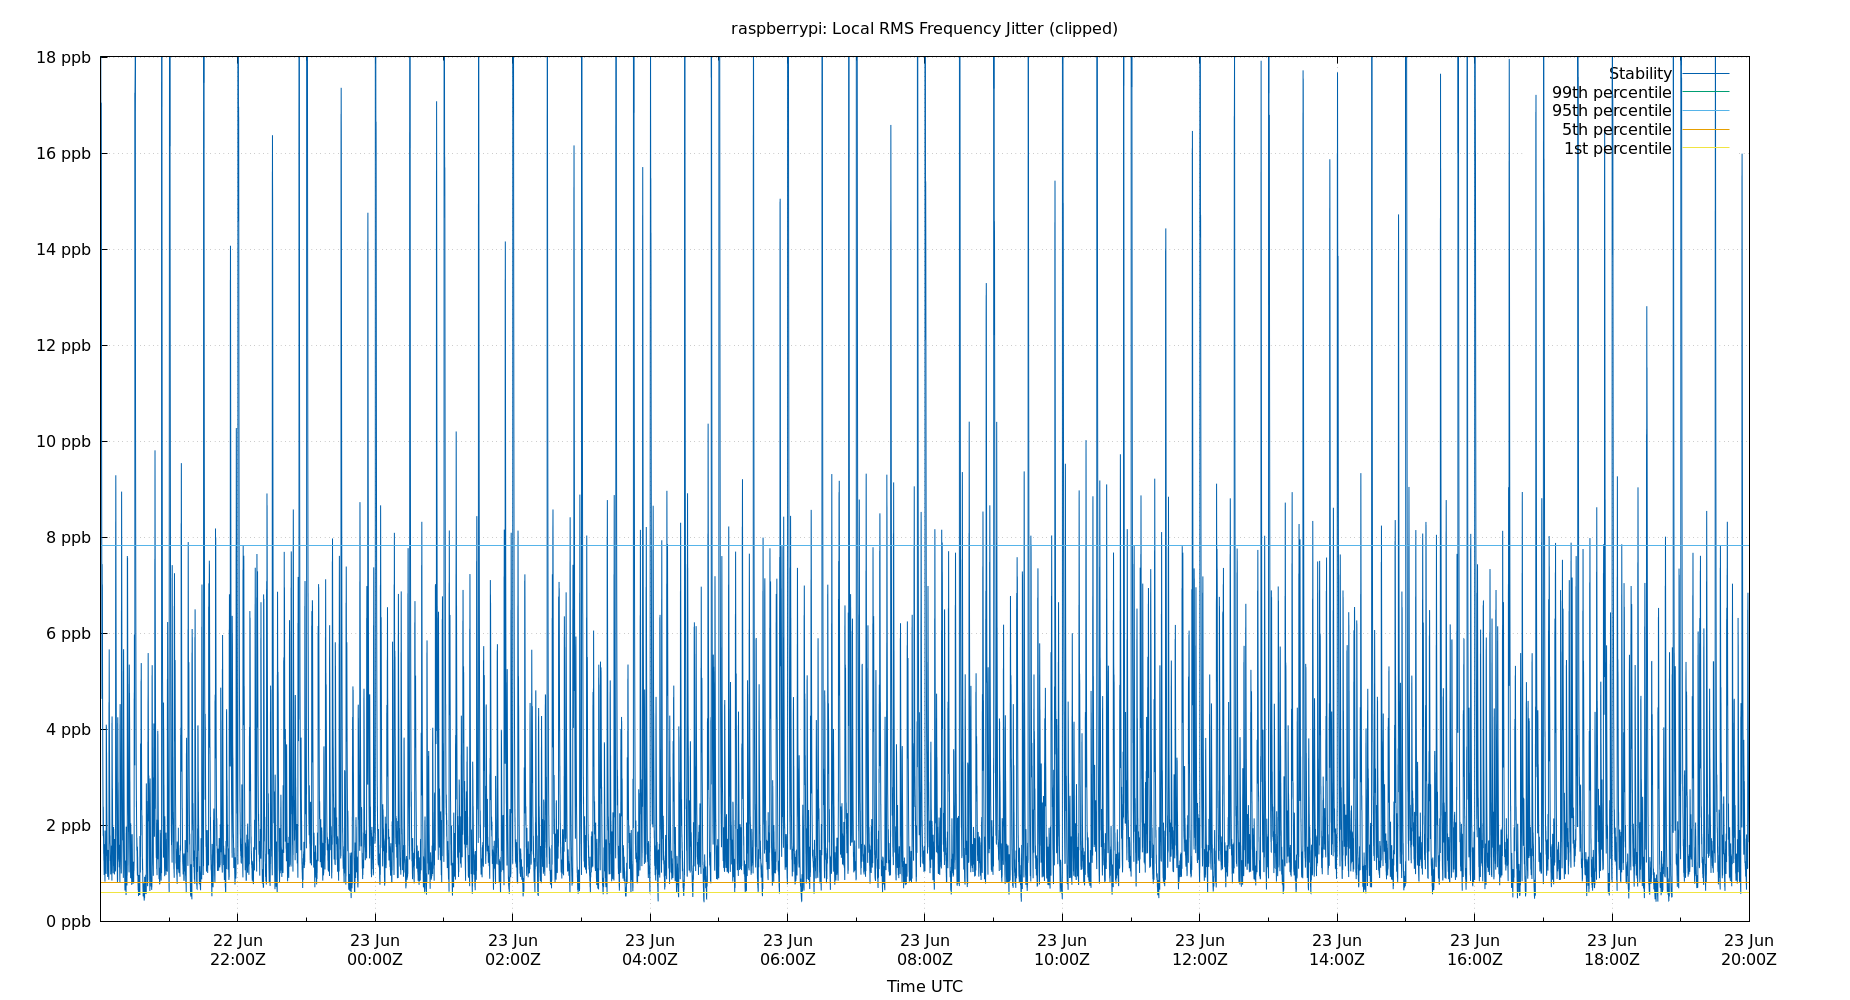 raspberrypi: Local RMS Frequency Jitter (clipped)
18 ppb
16 ppb
14 ppb
12 ppb
10 ppb
8 ppb
6 ppb
4 ppb
2 ppb
0 ppb
Stability
99th percentile
95th percentile
5th percentile
1st percentile
22 Jun 23 Jun 23 Jun 23 Jun 23 Jun 23 Jun 23 Jun 23 Jun 23 Jun 23 Jun 23 Jun 23 Jun
22:00Z 00:00Z 02:00Z 04:00Z 06:00Z 08:00Z 10:00Z 12:00Z 14:00Z 16:00Z 18:00Z 20:00Z
Time UTC